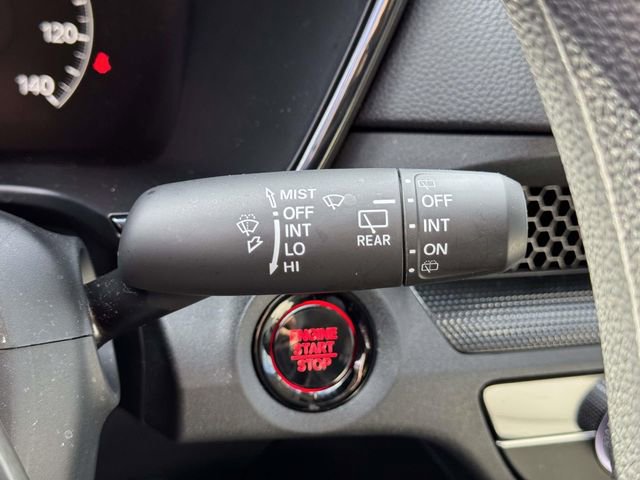 120
140
MIST
OFF
INT
LO
HI
REAR
OFF
INT
ON
ENGINE
START
STOP